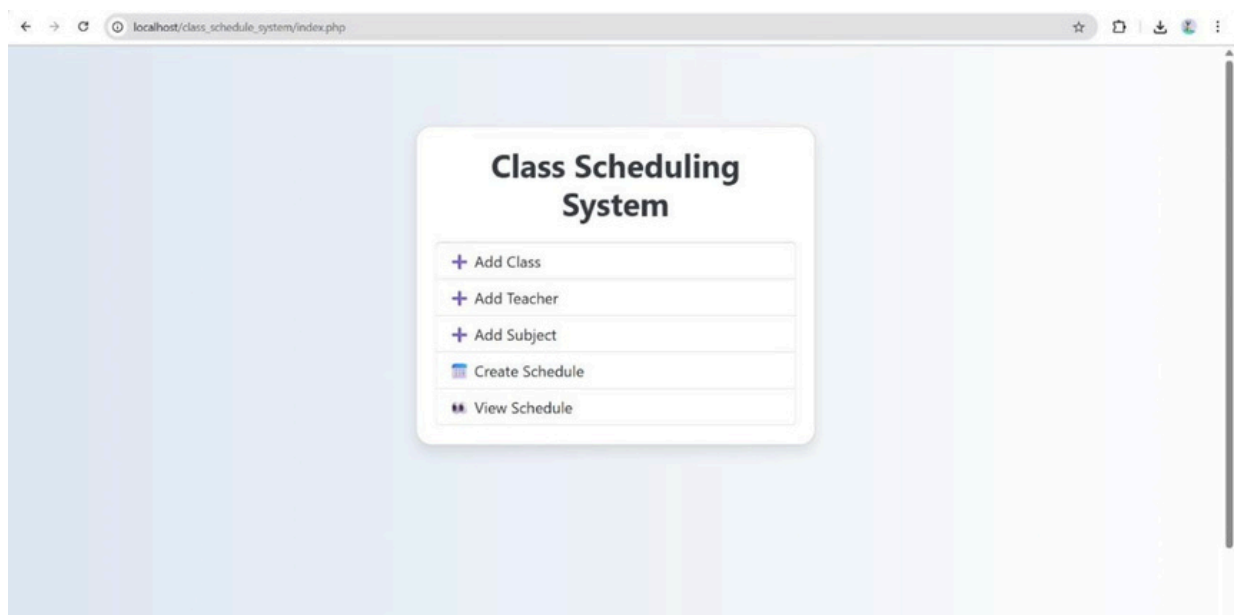 localhost/class_schedule_system/index.php
Class Scheduling
System
Add Class
Add Teacher
Add Subject
Create Schedule
View Schedule